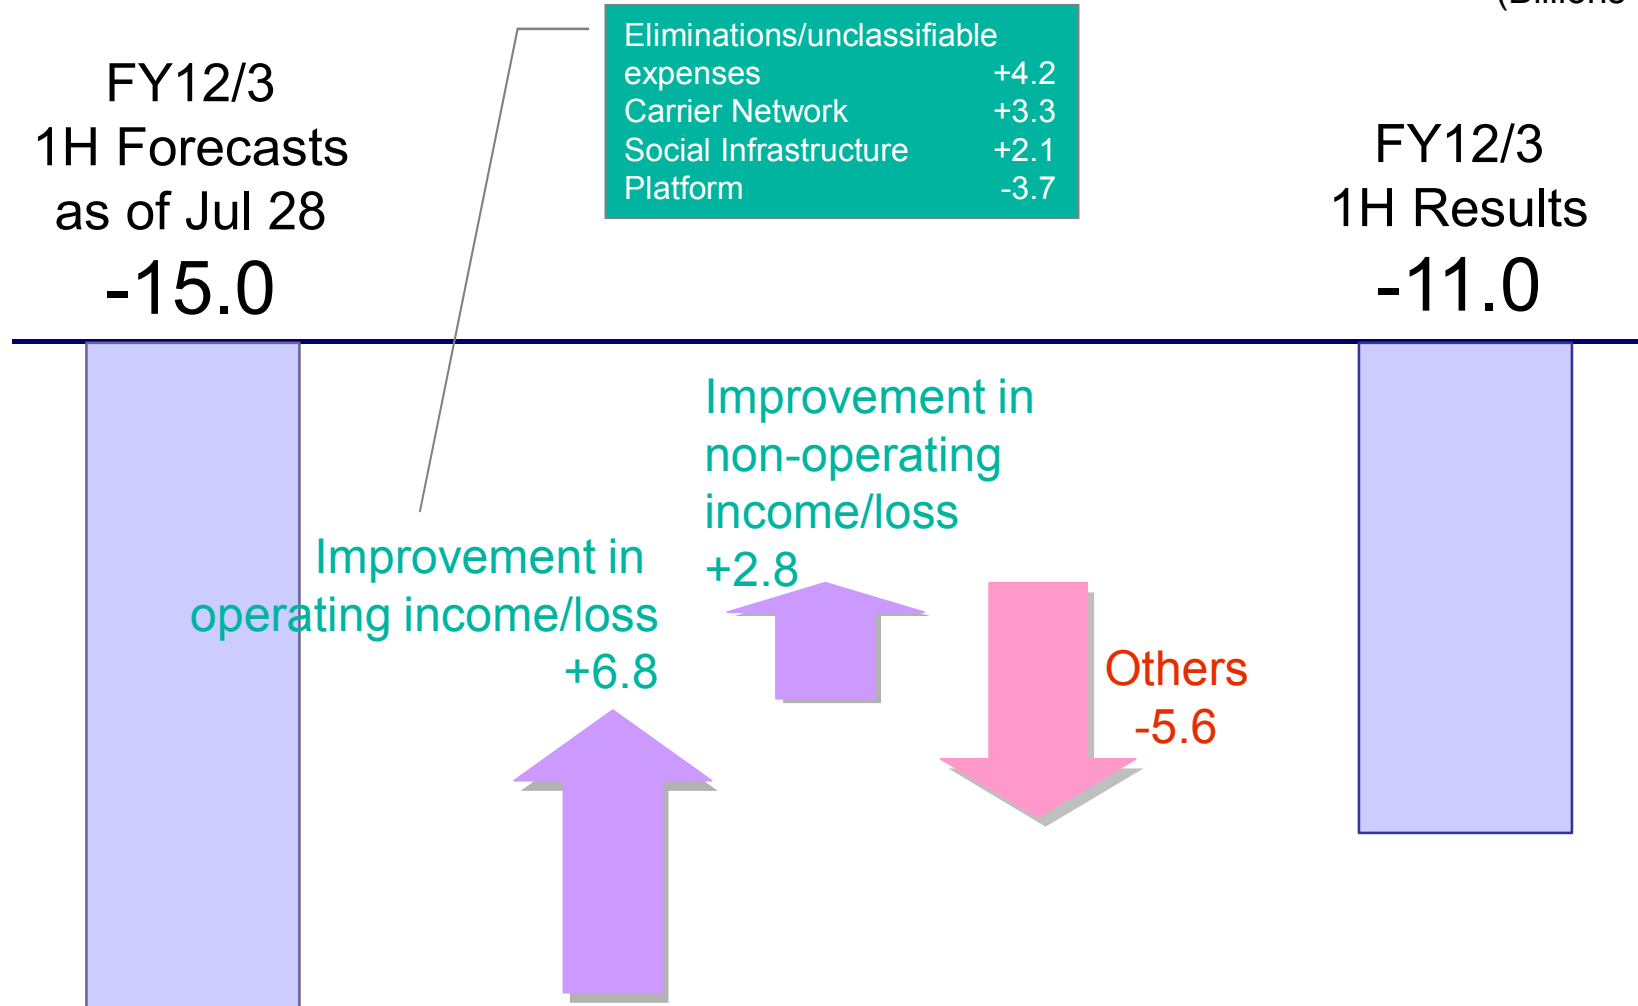 (Billions
Eliminations/unclassifiable
expenses +4.2
Carrier Network +3.3
Social Infrastructure +2.1
Platform -3.7
FY12/3
1H Forecasts
as of Jul 28
-15.0
FY12/3
1H Results
-11.0
Improvement in
non-operating
income/loss
+2.8
Improvement in
operating income/loss
+6.8
Others
-5.6